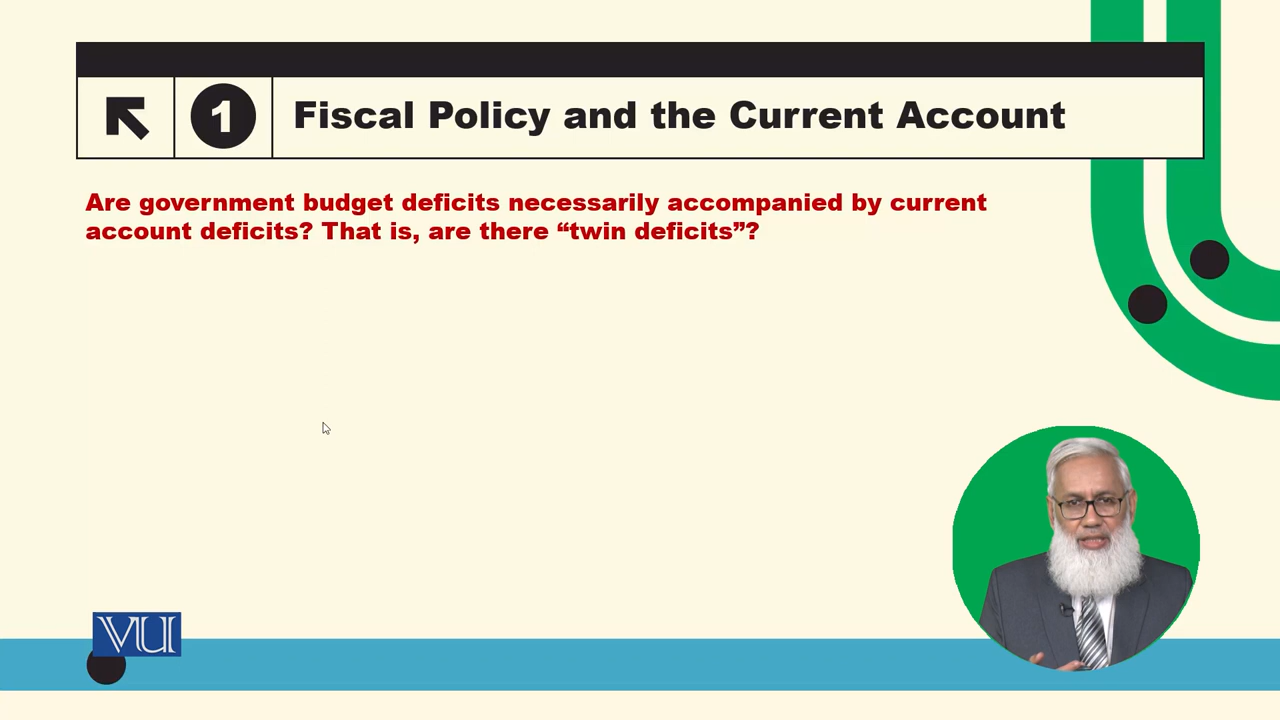 1
Fiscal Policy and the Current Account
Are government budget deficits necessarily accompanied by current
account deficits? That is, are there “twin deficits”?
VU